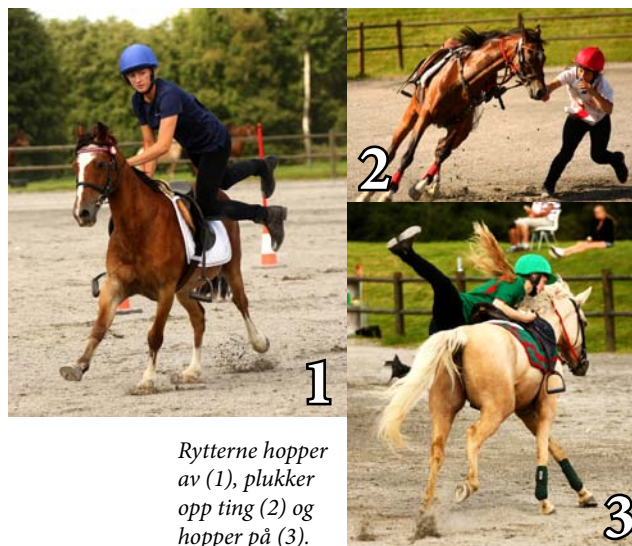 1
2
3
Rytterne hopper
av (1), plukker
opp ting (2) og
hopper på (3).